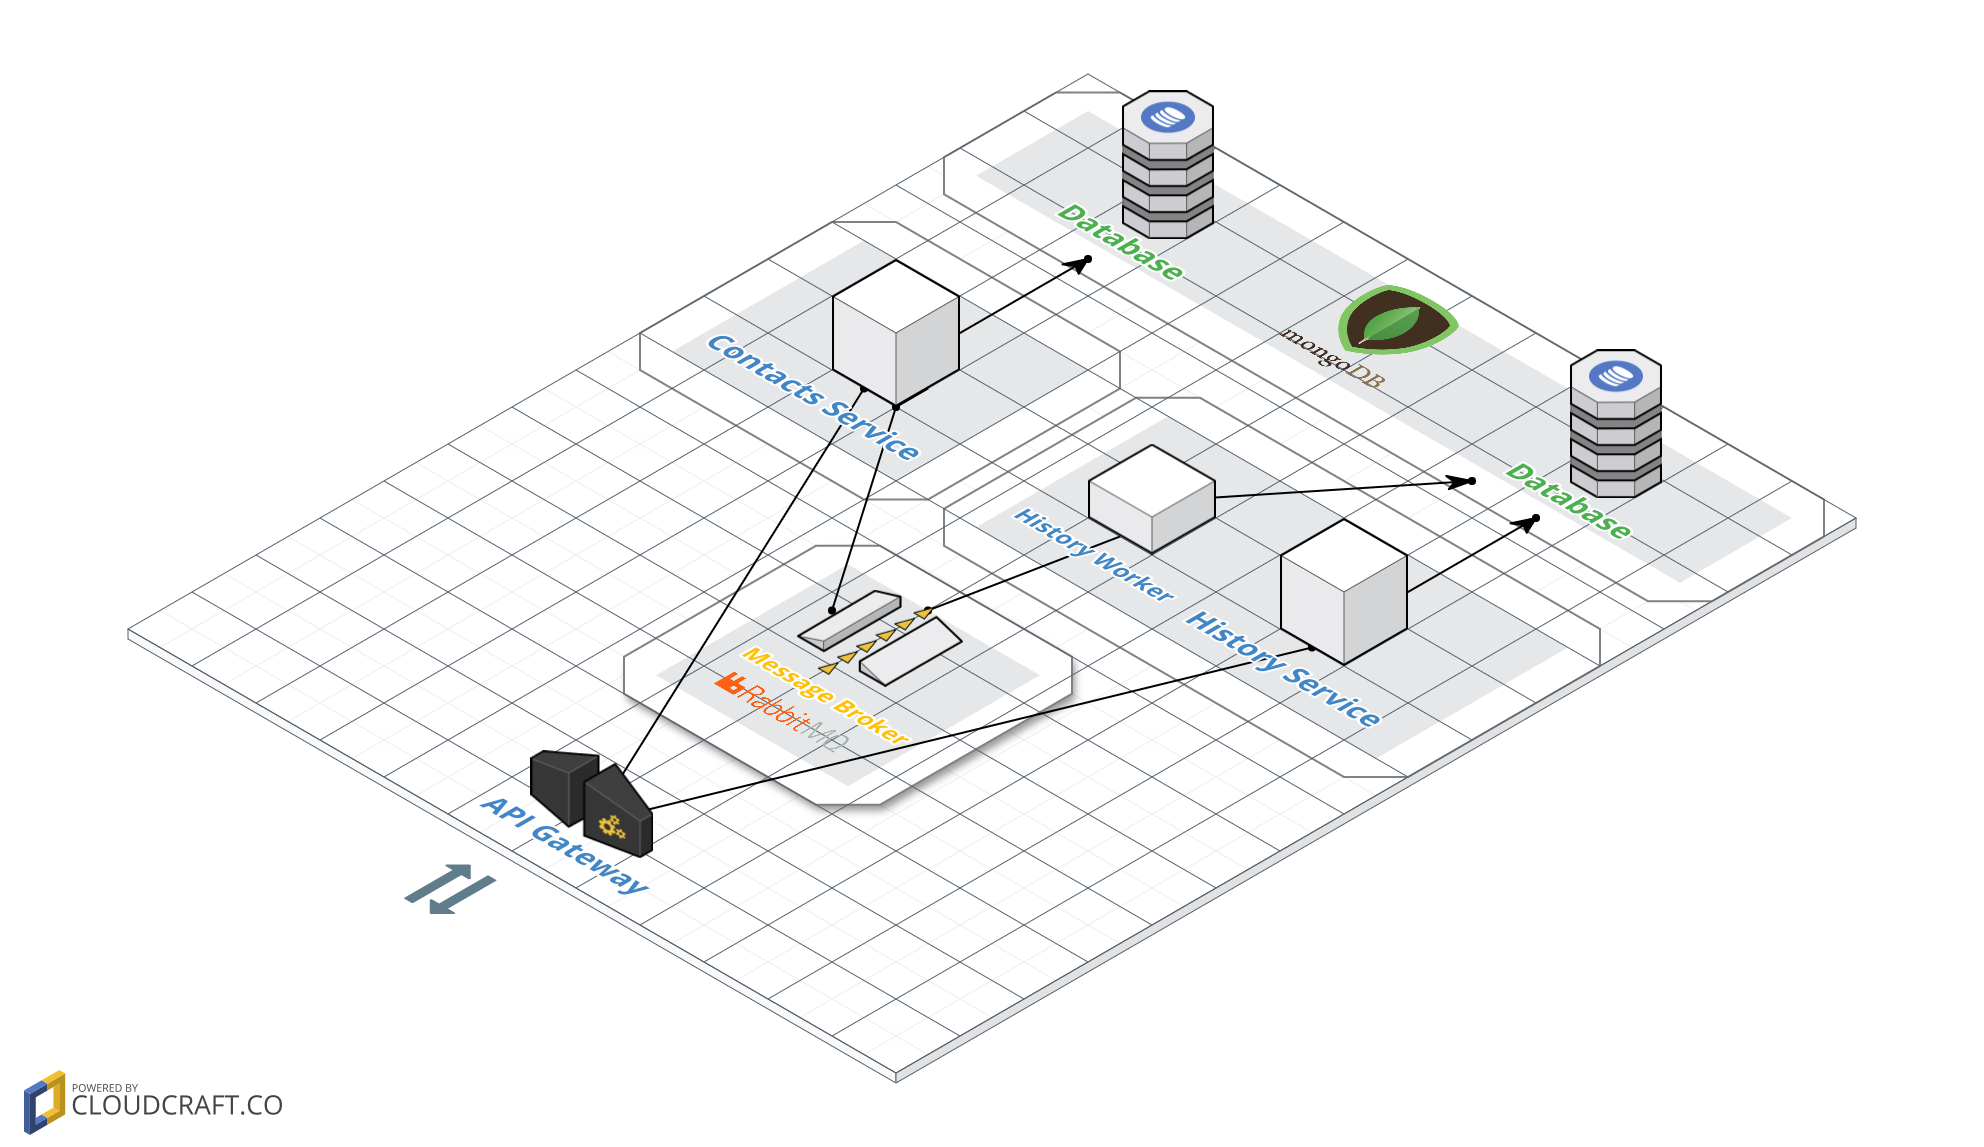 Database
mongoDB
Contacts Service
Database
History Worker
History Service
Message Broker
RabbitMQ
API Gateway
POWERED BY
CLOUDCRAFT.CO